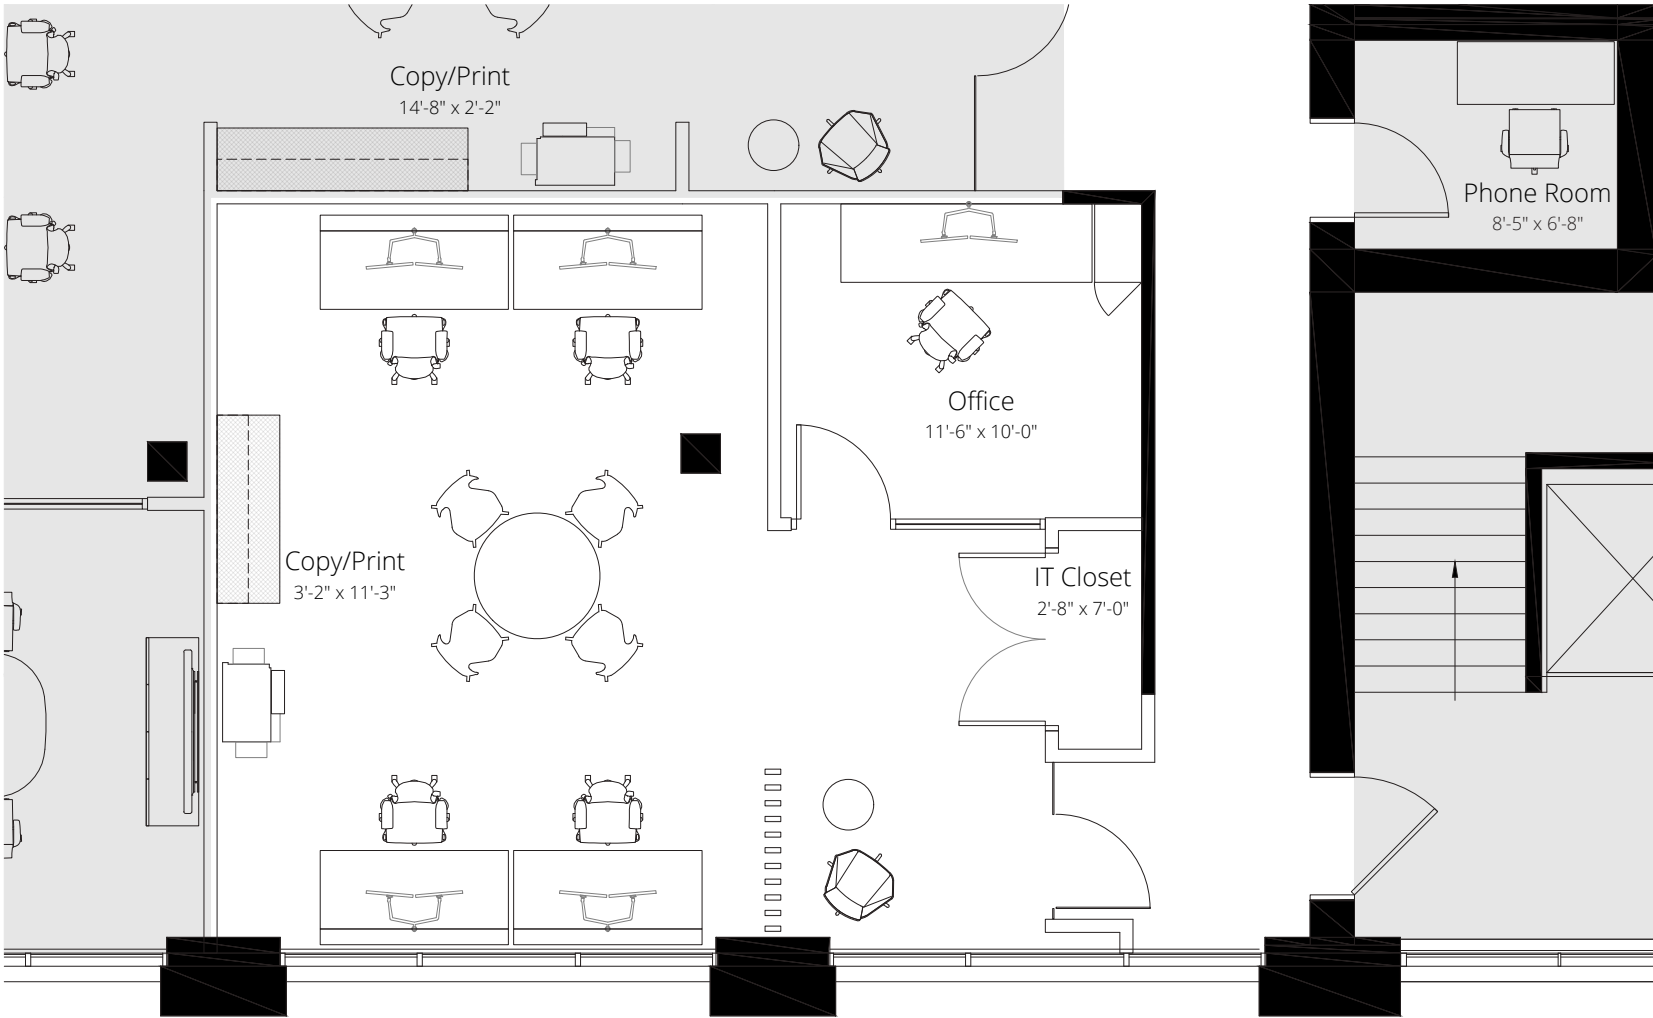 Copy/Print
14'-8" x 2'-2"
Phone Room
8'-5" x 6'-8"
Office
11'-6" x 10'-0"
Copy/Print
3'-2" x 11'-3"
IT Closet
2'-8" x 7'-0"